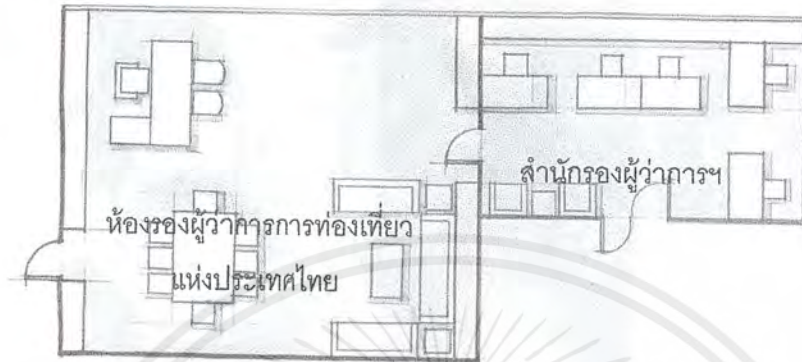 สำนักรองผู้ว่าการฯ
ห้องรองผู้ว่าการการท่องเที่ยว
แห่งประเทศไทย